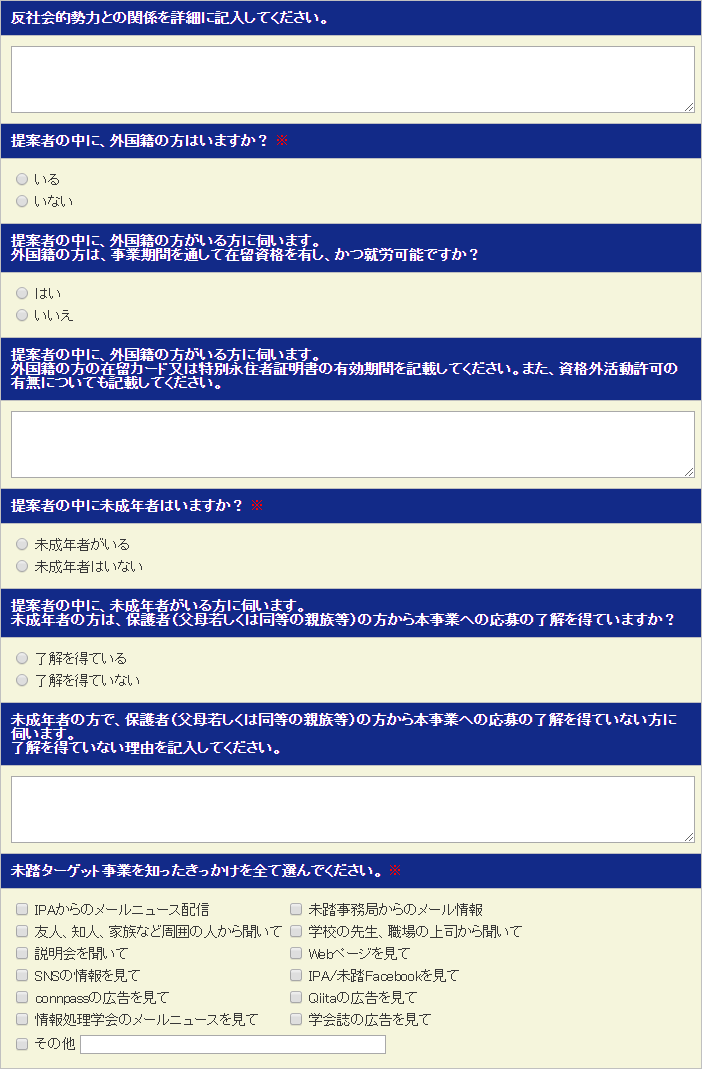 反社会的勢力との関係を詳細に記入してください。
提案者の中に、外国籍の方はいますか？ ※
いる
いない
提案者の中に、外国籍の方がいる方に伺います。
外国籍の方は、事業期間を通して在留資格を有し、かつ就労可能ですか？
はい
いいえ
提案者の中に、外国籍の方がいる方に伺います。
外国籍の方の在留カード又は特別永住者証明書の有効期間を記載してください。また、資格外活動許可の
有無についても記載してください。
提案者の中に未成年者はいますか？ ※
未成年者がいる
未成年者はいない
提案者の中に、未成年者がいる方に伺います。
未成年者の方は、保護者（父母若しくは同等の親族等）の方から本事業への応募の了解を得ていますか？
了解を得ている
了解を得ていない
未成年者の方で、保護者（父母若しくは同等の親族等）の方から本事業への応募の了解を得ていない方に
伺います。
了解を得ていない理由を記入してください。
未踏ターゲット事業を知ったきっかけを全て選んでください。※
IPAからのメールニュース配信 未踏事務局からのメール情報
友人、知人、家族など周囲の人から聞いて 学校の先生、職場の上司から聞いて
説明会を聞いて Webページを見て
SNSの情報を見て IPA/未踏Facebookを見て
connpassの広告を見て Qiitaの広告を見て
情報処理学会のメールニュースを見て 学会誌の広告を見て
その他